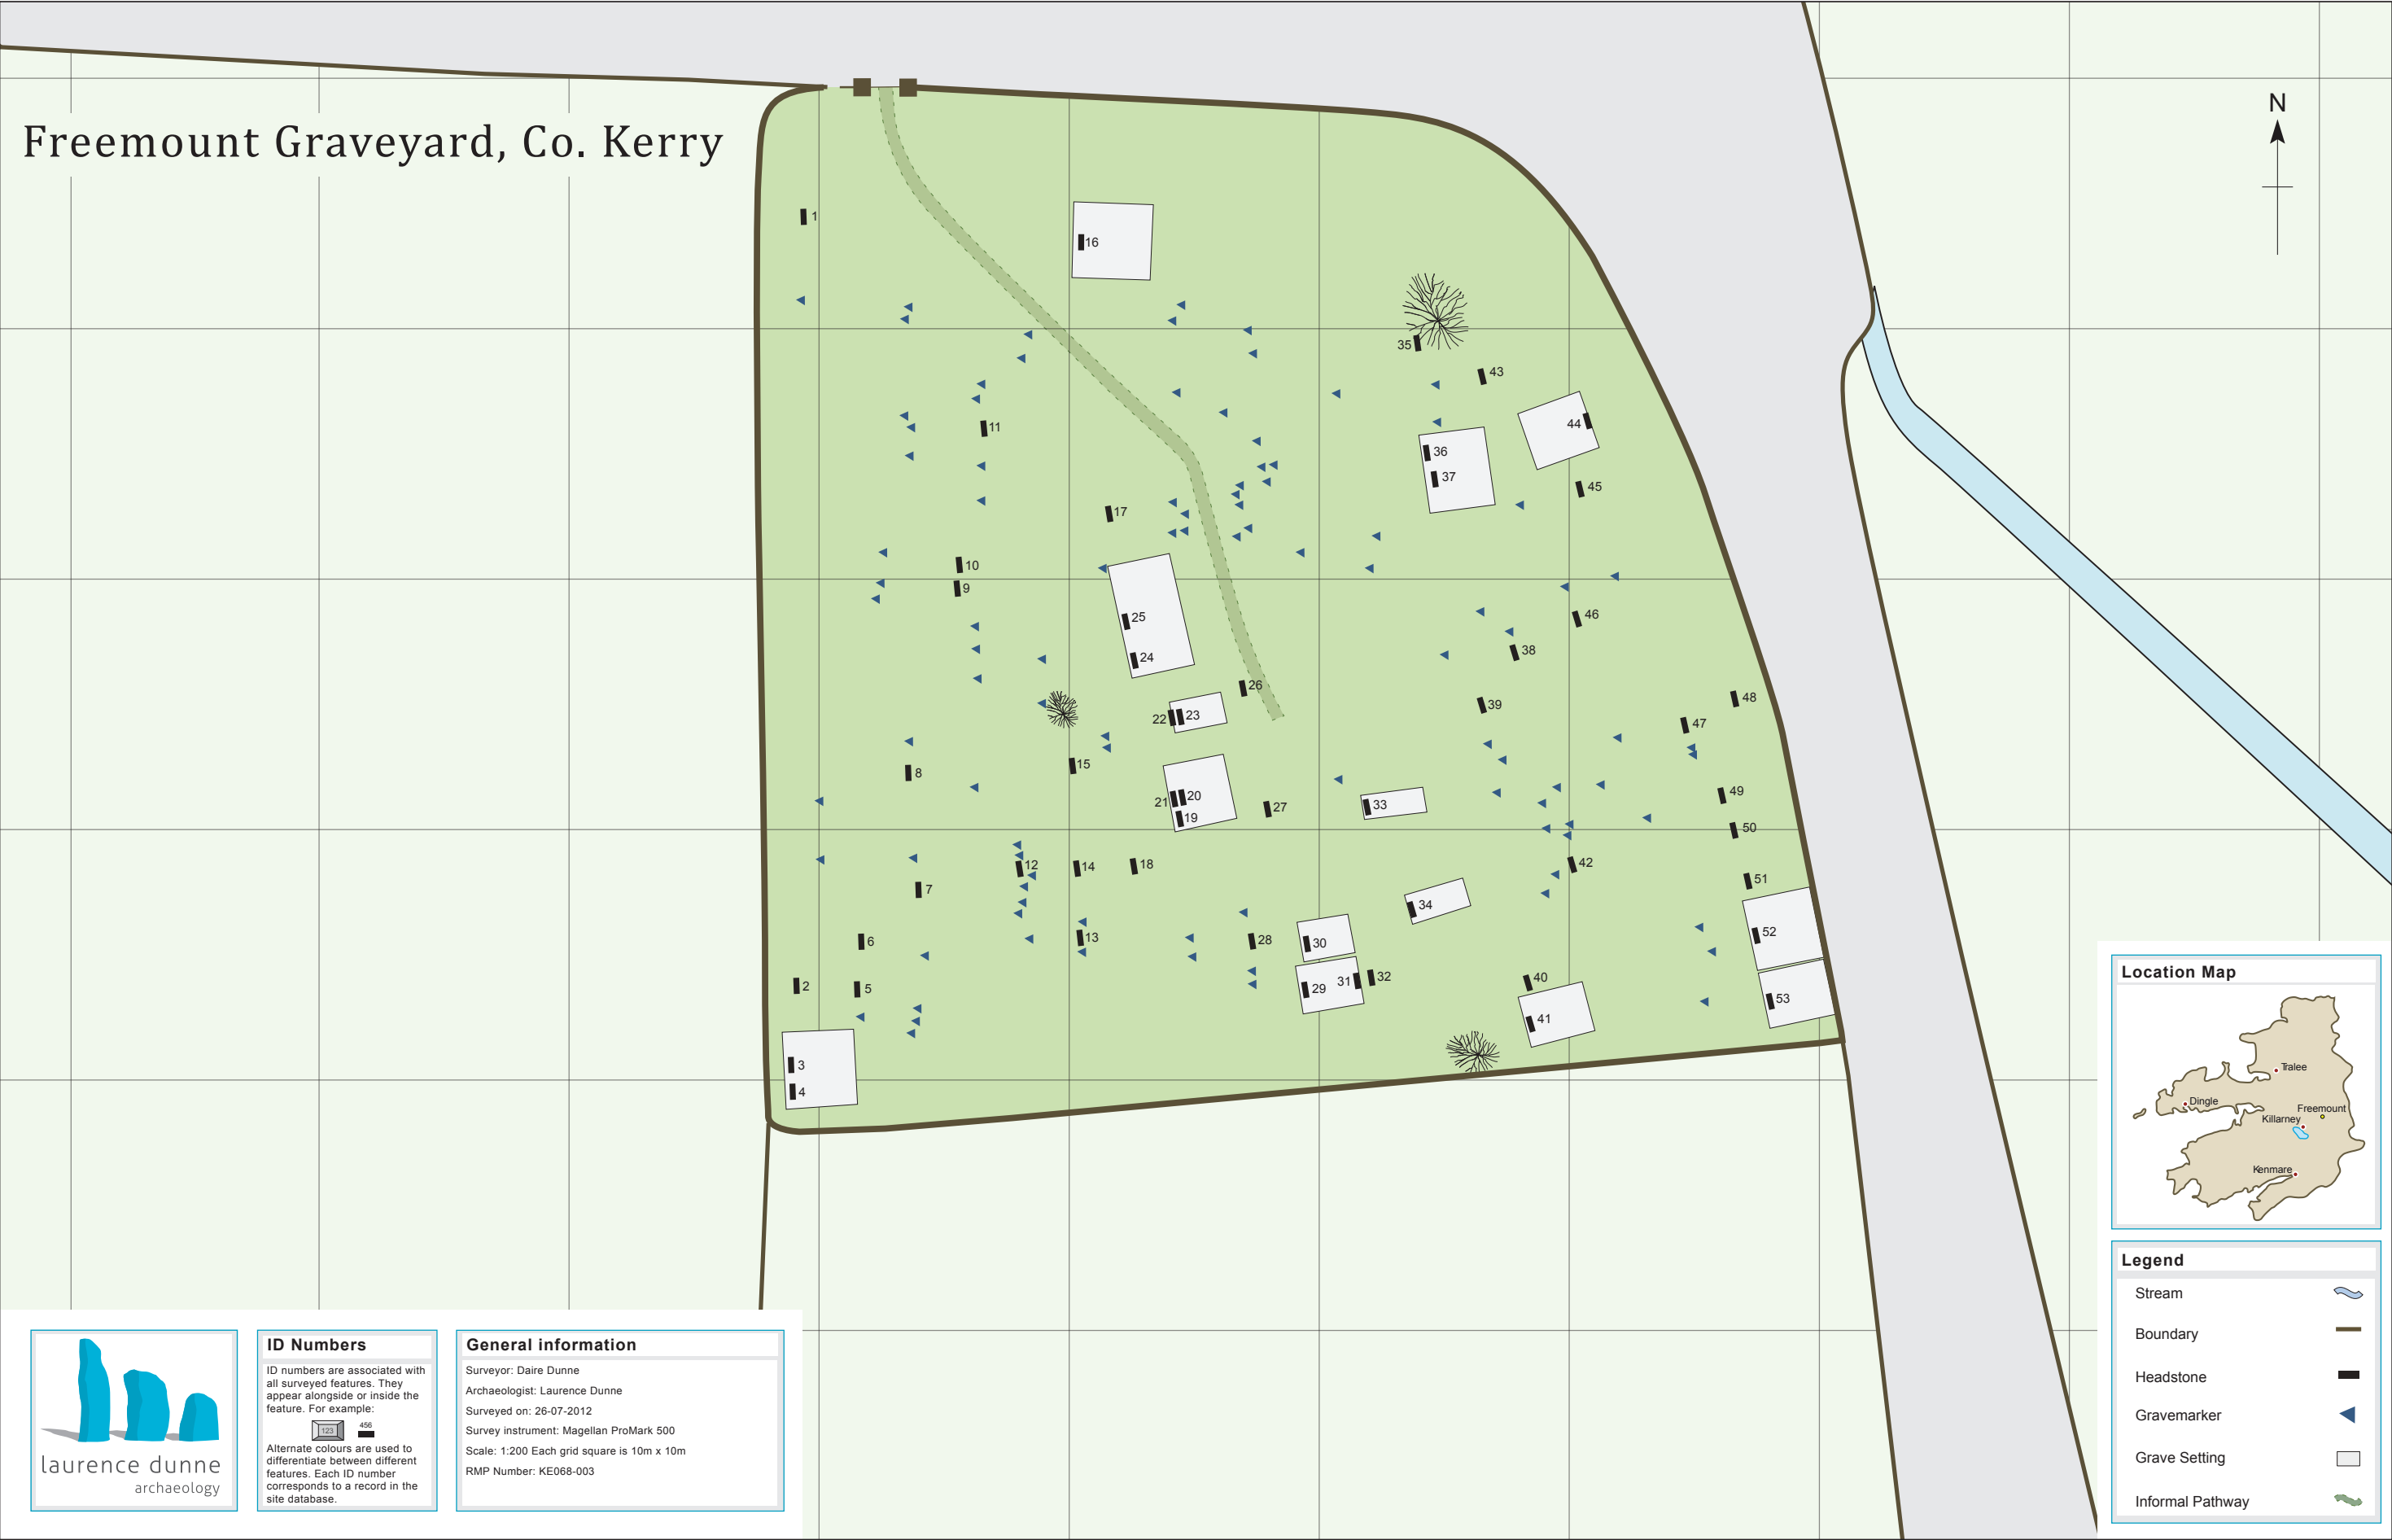 Freemount Graveyard, Co. Kerry
N
1
16
35
43
44
11
36
37
45
17
10
9
25
46
24
38
26
48
39
22
23
47
15
8
49
21
20
33
27
19
50
12
14
18
42
51
7
34
52
13
28
30
6
40
32
31
2
5
29
53
41
3
4
Location Map
Tralee
Dingle
Freemount
Killarney
Kenmare
Legend
Stream
Boundary
Headstone
Gravemarker
Grave Setting
Informal Pathway
laurence dunne
archaeology
ID Numbers
ID numbers are associated with
all surveyed features. They
appear alongside or inside the
feature. For example:
123
456
Alternate colours are used to
differentiate between different
features. Each ID number
corresponds to a record in the
site database.
General information
Surveyor: Daire Dunne
Archaeologist: Laurence Dunne
Surveyed on: 26-07-2012
Survey instrument: Magellan ProMark 500
Scale: 1:200 Each grid square is 10m x 10m
RMP Number: KE068-003